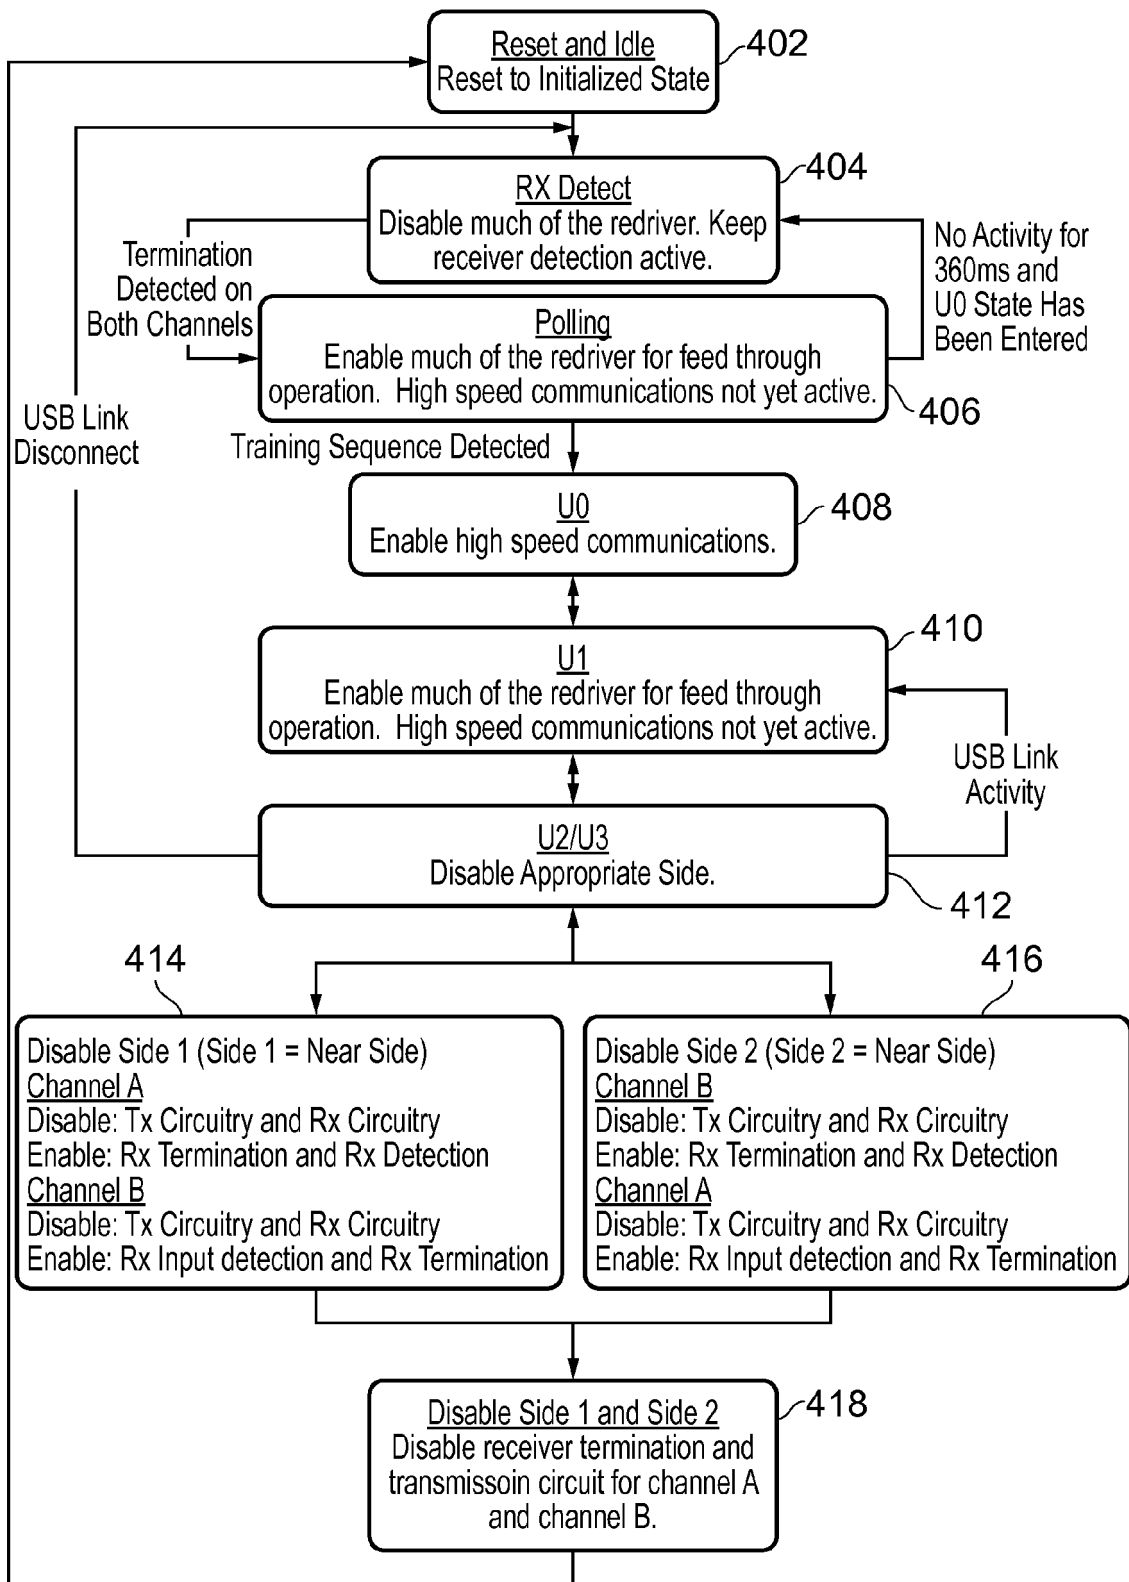 Reset and Idle
Reset to Initialized State
402
RX Detect
Disable much of the redriver. Keep
receiver detection active.
404
Termination
Detected on
Both Channels
No Activity for
360ms and
U0 State Has
Been Entered
Polling
Enable much of the redriver for feed through
operation. High speed communications not yet active.
406
USB Link
Disconnect
Training Sequence Detected
U0
Enable high speed communications.
408
U1
Enable much of the redriver for feed through
operation. High speed communications not yet active.
410
USB Link
Activity
U2/U3
Disable Appropriate Side.
412
414
Disable Side 1 (Side 1 = Near Side)
Channel A
Disable: Tx Circuitry and Rx Circuitry
Enable: Rx Termination and Rx Detection
Channel B
Disable: Tx Circuitry and Rx Circuitry
Enable: Rx Input detection and Rx Termination
416
Disable Side 2 (Side 2 = Near Side)
Channel B
Disable: Tx Circuitry and Rx Circuitry
Enable: Rx Termination and Rx Detection
Channel A
Disable: Tx Circuitry and Rx Circuitry
Enable: Rx Input detection and Rx Termination
Disable Side 1 and Side 2
Disable receiver termination and
transmissoin circuit for channel A
and channel B.
418